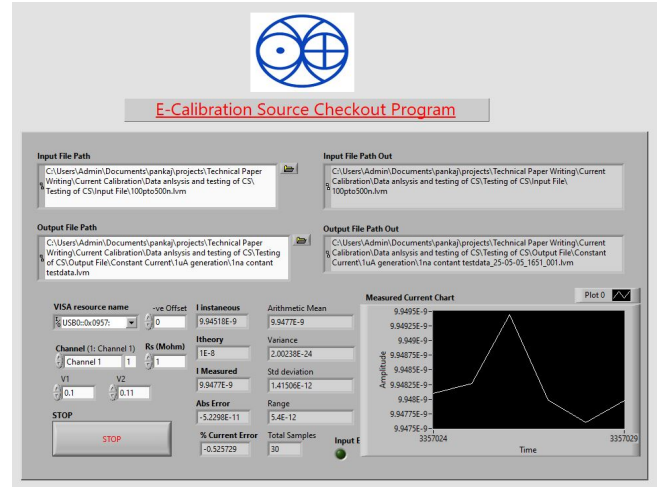 E-Calibration Source Checkout Program
Input File Path
C:\Users\Admin\Documents\pankaj\projects\Technical Paper
Writing\Current Calibration\Data anlsysis and testing of CS\
Testing of CS\Input File\100pto500n.lvm
Input File Path Out
C:\Users\Admin\Documents\pankaj\projects\Technical Paper Writing\Current
Calibration\Data anlsysis and testing of CS\Testing of CS\Input File\
100pto500n.lvm
Output File Path
C:\Users\Admin\Documents\pankaj\projects\Technical Paper
Writing\Current Calibration\Data anlsysis and testing of CS\Testing
of CS\Output File\Constant Current\1uA generation\1na contant
testdata.lvm
Output File Path Out
C:\Users\Admin\Documents\pankaj\projects\Technical Paper Writing\Current
Calibration\Data anlsysis and testing of CS\Testing of CS\Output File\Constant
Current\1uA generation\1na contant testdata_25-05-05_1651_001.lvm
VISA resource name
USB0::0x0957:
-ve Offset
0
Channel (1: Channel 1)
Channel 1 1
Rs (Mohm)
1
V1
0.1
V2
0.11
STOP
STOP
I instaneous
9.94518E-9
Itheory
1E-8
I Measured
9.9477E-9
Abs Error
-5.2298E-11
% Current Error
-0.525729
Arithmetic Mean
9.9477E-9
Variance
2.00238E-24
Std deviation
1.41506E-12
Range
5.4E-12
Total Samples
30
Input E
Measured Current Chart
Plot 0
Amplitude
9.9495E-9
9.94925E-9
9.949E-9
9.94875E-9
9.9485E-9
9.94825E-9
9.948E-9
9.94775E-9
9.9475E-9
3357024
3357029
Time